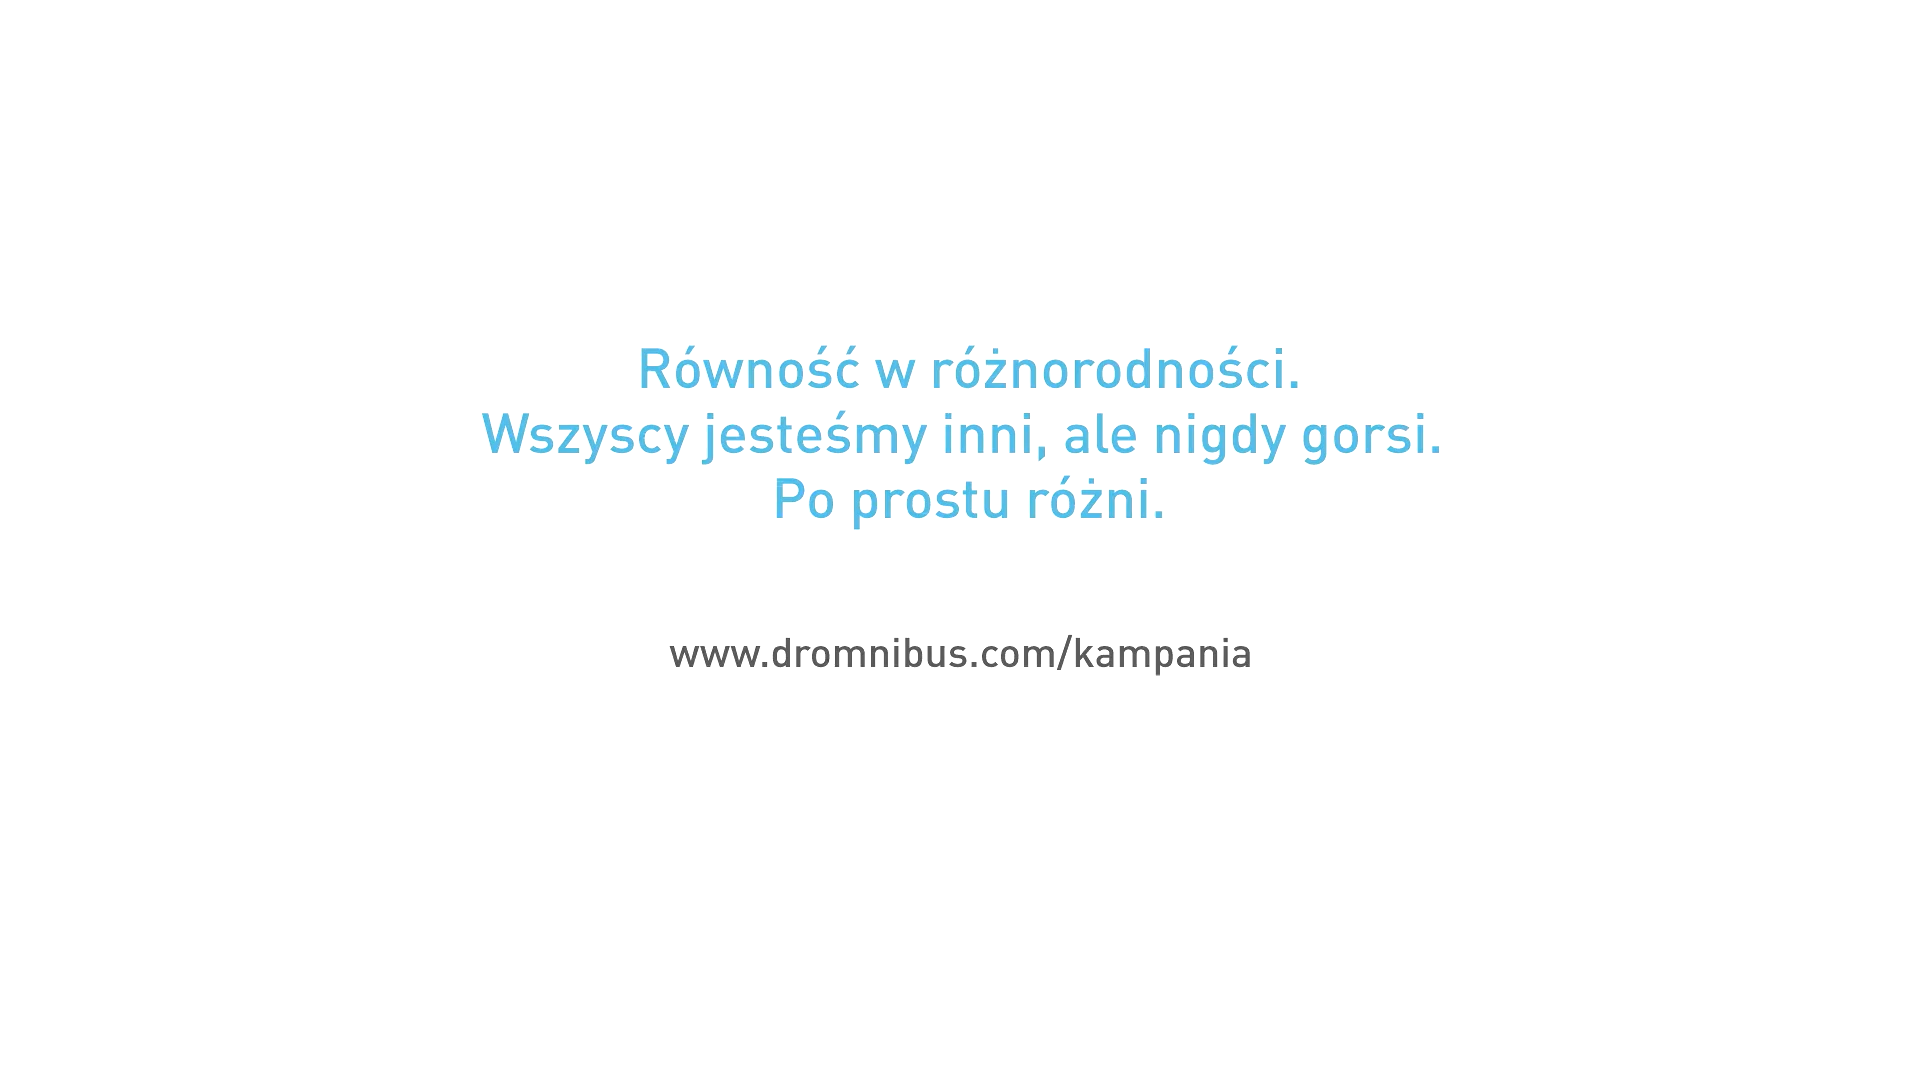 Równość w różnorodności.
Wszyscy jesteśmy inni, ale nigdy gorsi.
Po prostu różni.
www.dromnibus.com/kampania